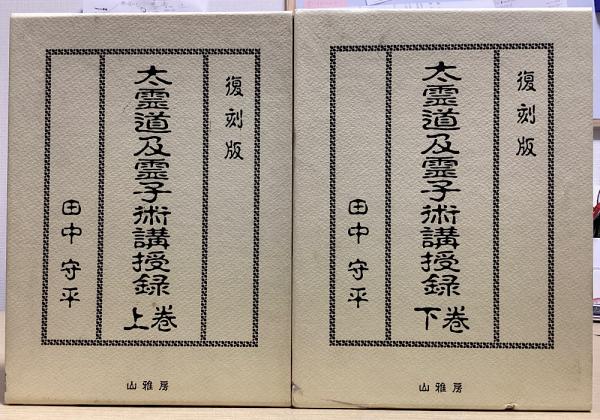 復刻版
太霊道及霊子術講授録
上巻
田中守平
山雅房
復刻版
太霊道及霊子術講授録
下巻
田中守平
山雅房